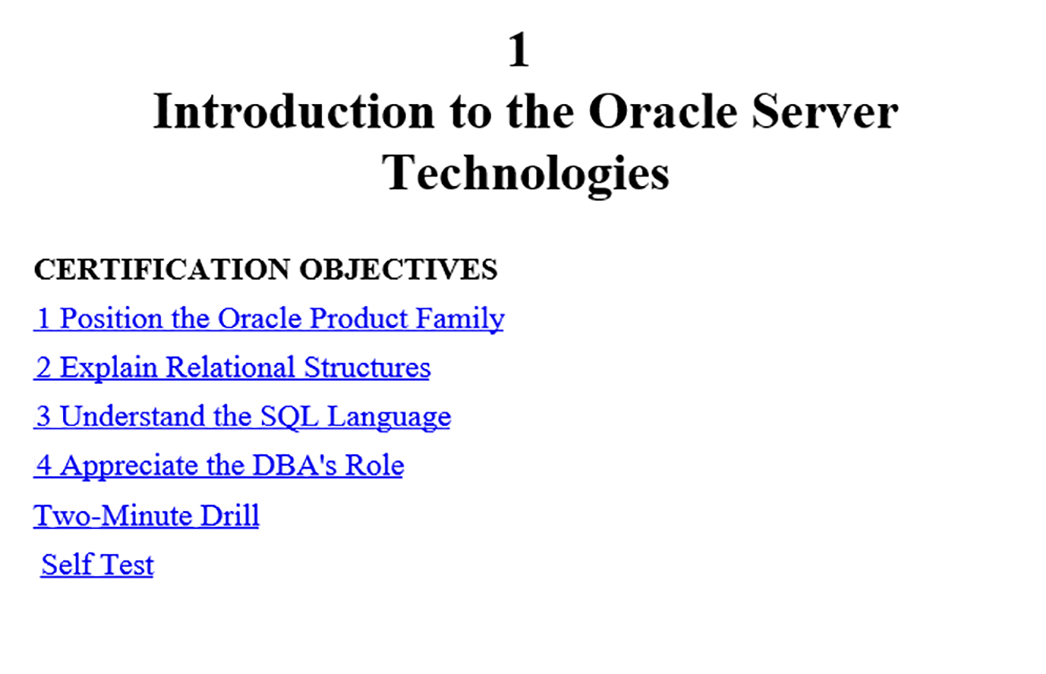 1
Introduction to the Oracle Server
Technologies
CERTIFICATION OBJECTIVES
1 Position the Oracle Product Family
2 Explain Relational Structures
3 Understand the SQL Language
4 Appreciate the DBA's Role
Two-Minute Drill
Self Test